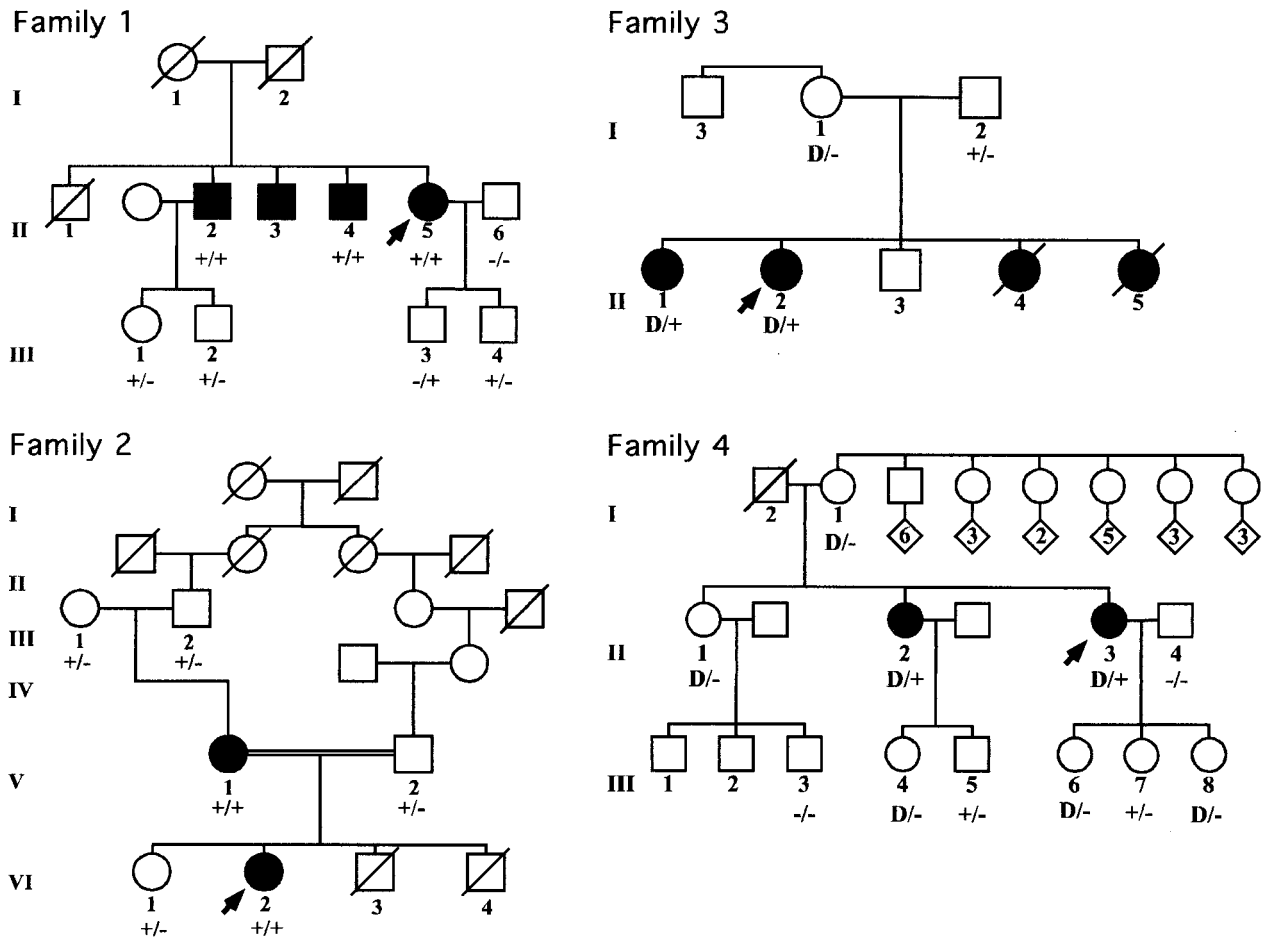 Family 1
I
1 2
II
1 2 3 4 5 6
+/+ +/+ +/+ -/-
III
1 2 3 4
+/- +/- -/+ +/-
Family 3
I
3 1 2
D/- +/-
II
1 2 3 4 5
D/+ D/+
Family 2
I
II
III
1 2
+/- +/-
IV
V
1 2
+/+ +/-
VI
1 2 3 4
+/- +/+
Family 4
I
2 1 6 3 2 5 3 3
D/-
II
1 2 3 4
D/- D/+ D/+ -/-
III
1 2 3 4 5 6 7 8
-/- D/- +/- D/- +/- D/-